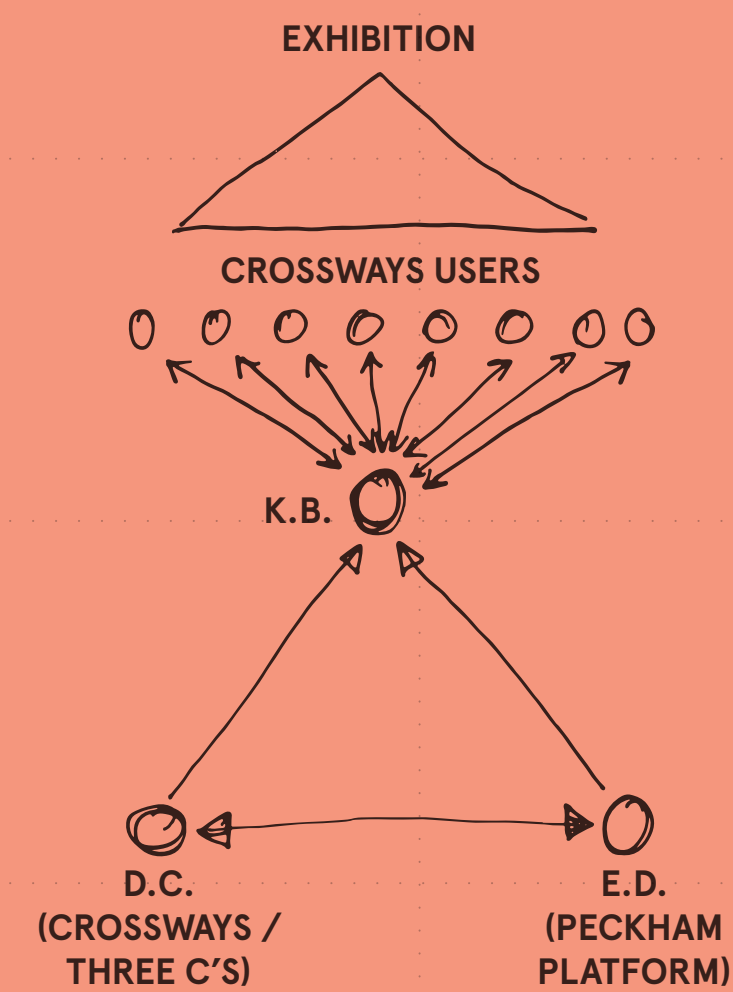 EXHIBITION
CROSSWAYS USERS
K.B.
D.C.
(CROSSWAYS /
THREE C'S)
E.D.
(PECKHAM
PLATFORM)